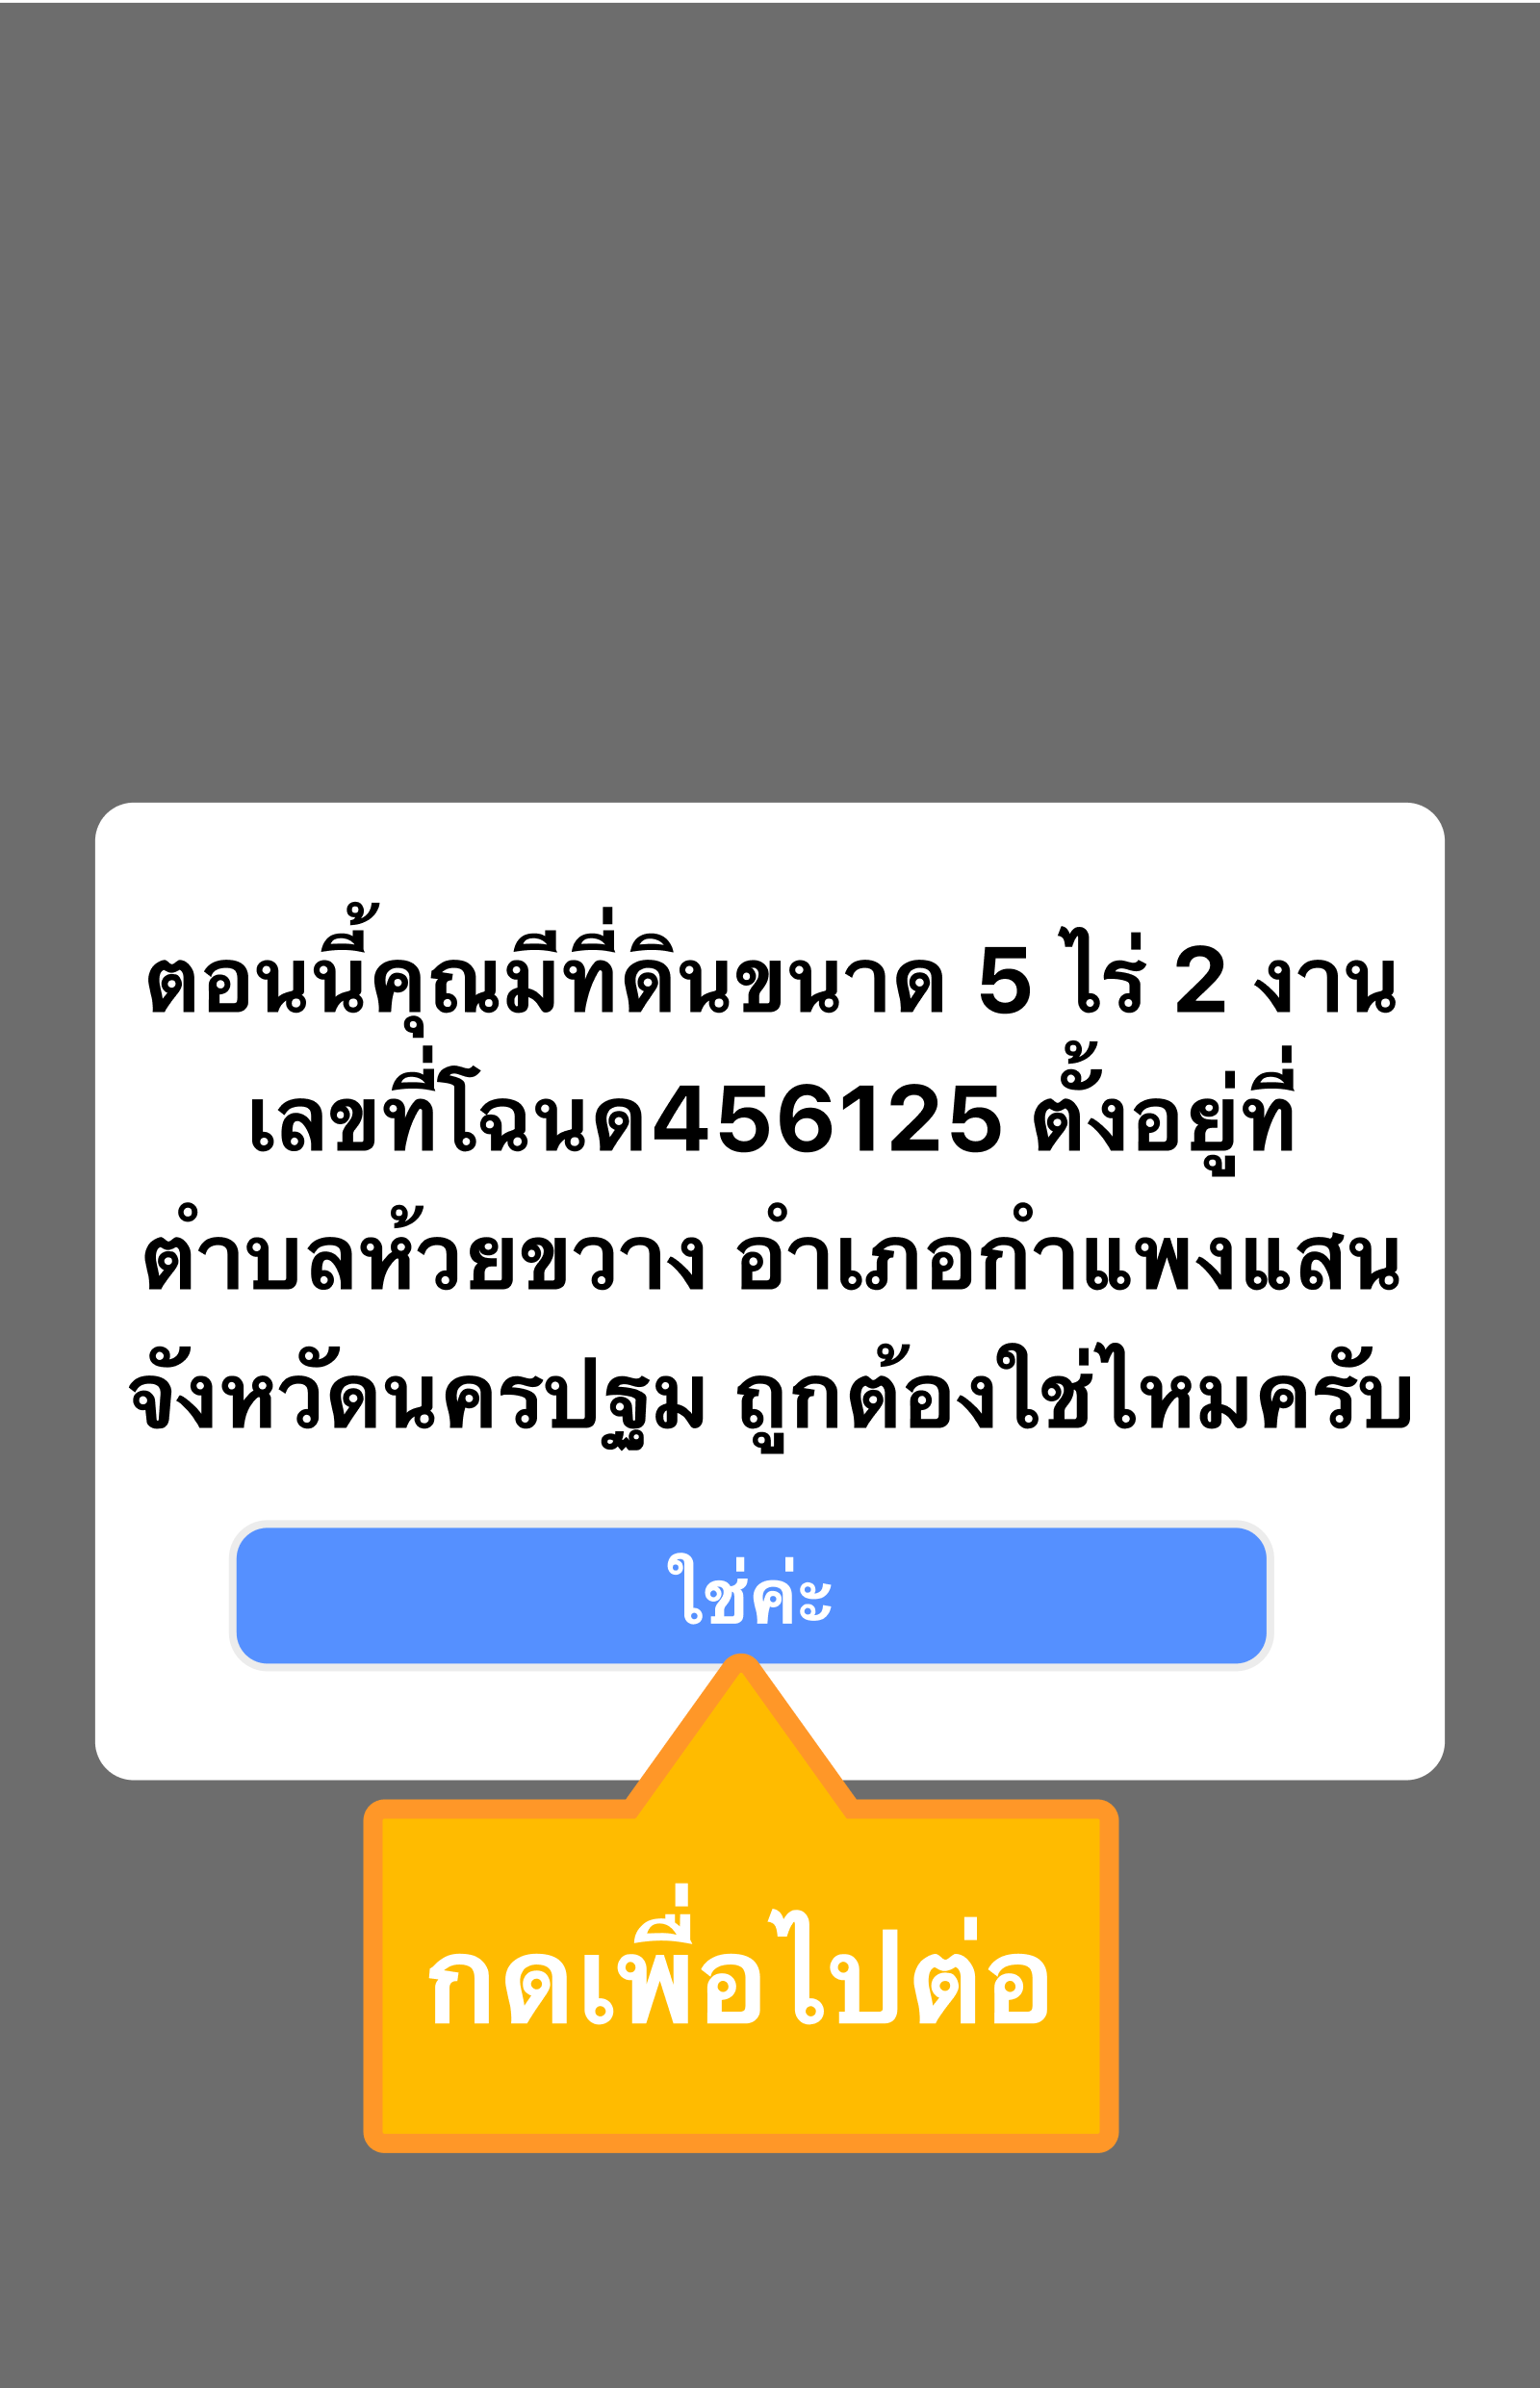 ตอนนี้คุณมีที่ดินขนาด 5 ไร่ 2 งาน
เลขที่โฉนด456125 ตั้งอยู่ที่
ตำบลห้วยขวาง อำเภอกำแพงแสน
จังหวัดนครปฐม ถูกต้องใช่ไหมครับ
ใช่ค่ะ
กดเพื่อไปต่อ